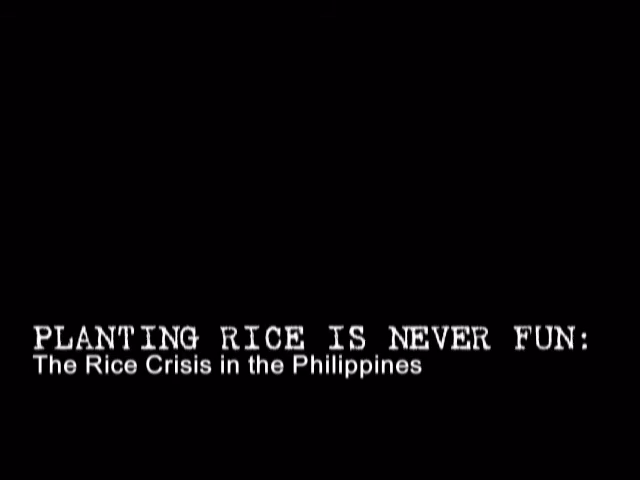 PLANTING RICE IS NEVER FUN:
The Rice Crisis in the Philippines